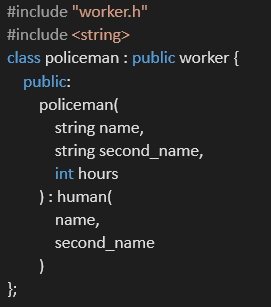 #include "worker.h"
#include <string>
class policeman : public worker {
public:
policeman(
string name,
string second_name,
int hours
) : human(
name,
second_name
)
};